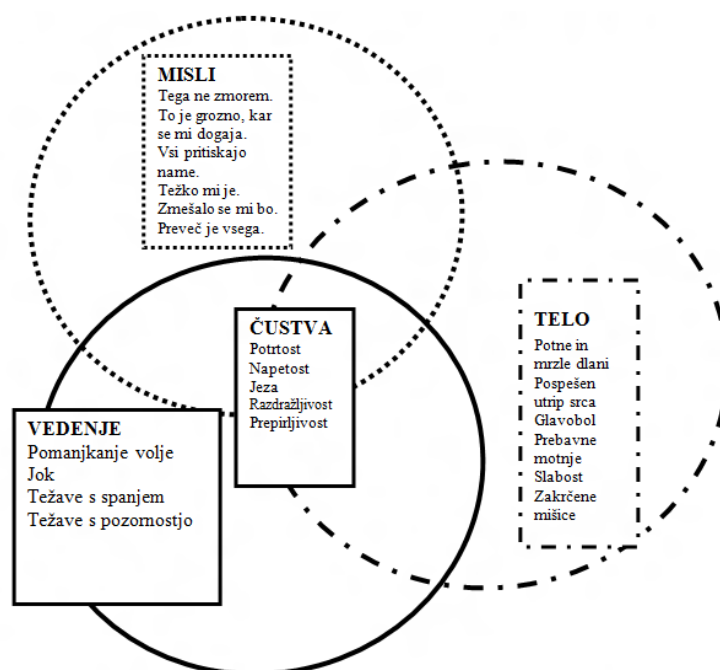 MISLI
Tega ne zmorem.
To je grozno, kar
se mi dogaja.
Vsi pritiskajo
name.
Težko mi je.
Zmešalo se mi bo.
Preveč je vsega.
ČUSTVA
Potrtost
Napetost
Jeza
Razdražljivost
Prepirljivost
TELO
Potne in
mrzle dlani
Pospešen
utrip srca
Glavobol
Prebavne
motnje
Slabost
Zakrčene
mišice
VEDENJE
Pomanjkanje volje
Jok
Težave s spanjem
Težave s pozornostjo